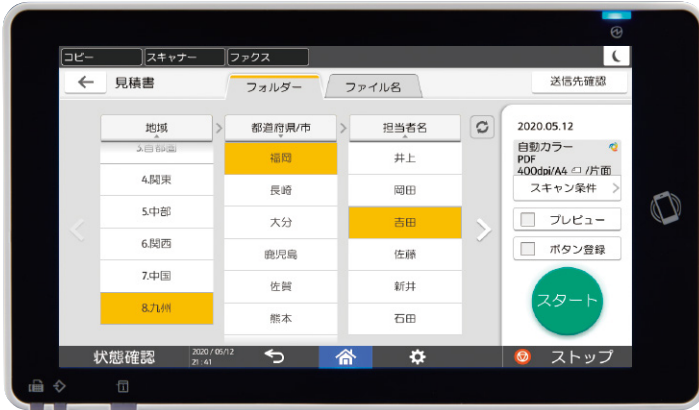 コピー
スキャナー
ファクス
見積書
フォルダー
ファイル名
送信先確認
地域
都道府県/市
担当者名
4.関東
5.中部
6.関西
7.中国
8.九州
福岡
長崎
大分
鹿児島
佐賀
熊本
井上
岡田
吉田
佐藤
新井
石田
2020.05.12
自動カラー
PDF
400dpi/A4 /片面
スキャン条件
プレビュー
ボタン登録
スタート
状態確認
2020 / 05/12
21 : 41
ストップ